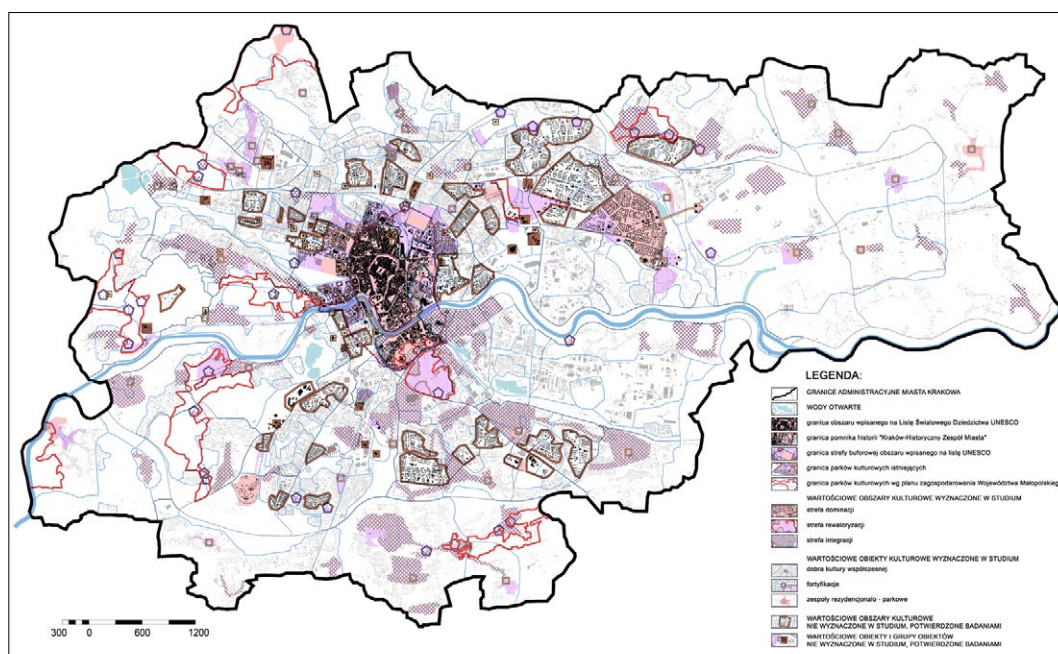 LEGENDA:
GRANICE ADMINISTRACYJNE MIASTA KRAKOWA
WODY OTWARTE
granica obszaru wpisanego na Listę Światowego Dziedzictwa UNESCO
granica pomnika historii "Kraków-Historyczny Zespół Miasta"
granica strefy buforowej obszaru wpisanego na listę UNESCO
granica parków kulturowych istniejących
granica parków kulturowych wg planu zagospodarowania Województwa Małopolskiego
WARTOŚCIOWE OBSZARY KULTUROWE WYZNACZONE W STUDIUM
strefa dominacji
strefa rewaloryzacji
strefa integracji
WARTOŚCIOWE OBIEKTY KULTUROWE WYZNACZONE W STUDIUM
dobra kultury współczesnej
fortyfikacje
zespoły rezydencjonalo - parkowe
WARTOŚCIOWE OBSZARY KULTUROWE
NIE WYZNACZONE W STUDIUM, POTWIERDZONE BADANIAMI
WARTOŚCIOWE OBIEKTY I GRUPY OBIEKTÓW
NIE WYZNACZONE W STUDIUM, POTWIERDZONE BADANIAMI
300 0 600 1200